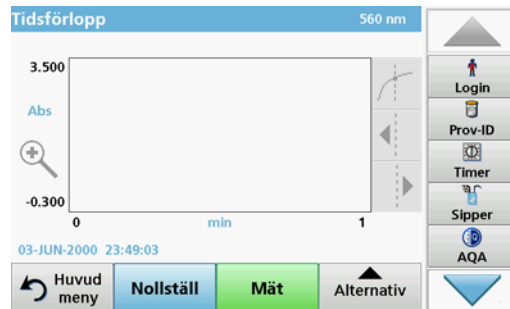 Tidsförlopp 560 nm
3.500
Abs
-0.300
0 min 1
03-JUN-2000 23:49:03
Huvud
meny
Nollställ
Mät
Alternativ
Login
Prov-ID
Timer
Sipper
AQA